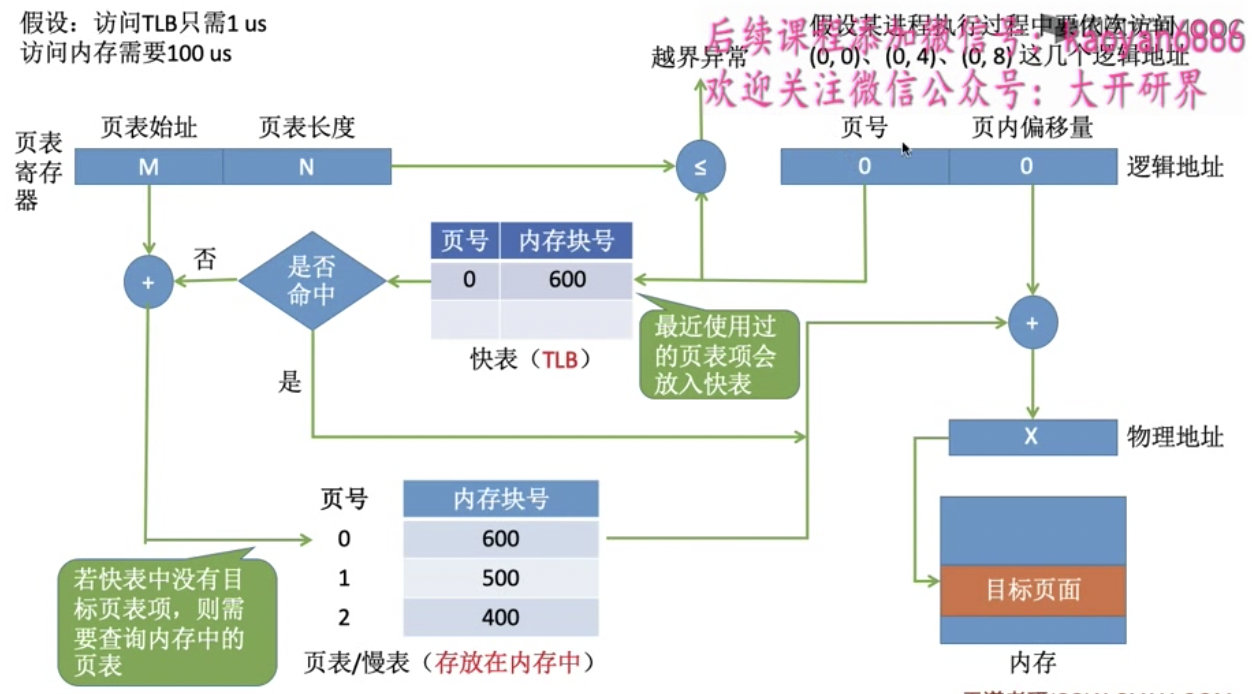 假设：访问TLB只需1 us
访问内存需要100 us
假设某进程执行过程中要依次访问
(0, 0)、(0, 4)、(0, 8) 这几个逻辑地址
后续课程添加微信号：kaoyan6886
欢迎关注微信公众号：大开研界
越界异常
页表始址 页表长度
页号 页内偏移量
页表
寄存
器
M N
≤
0 0
逻辑地址
页号 内存块号
0 600
快表（TLB）
是否
命中
否
是
+
+
最近使用过
的页表项会
放入快表
X
物理地址
页号 内存块号
0 600
1 500
2 400
页表/慢表（存放在内存中）
若快表中没有目
标页表项，则需
要查询内存中的
页表
目标页面
内存